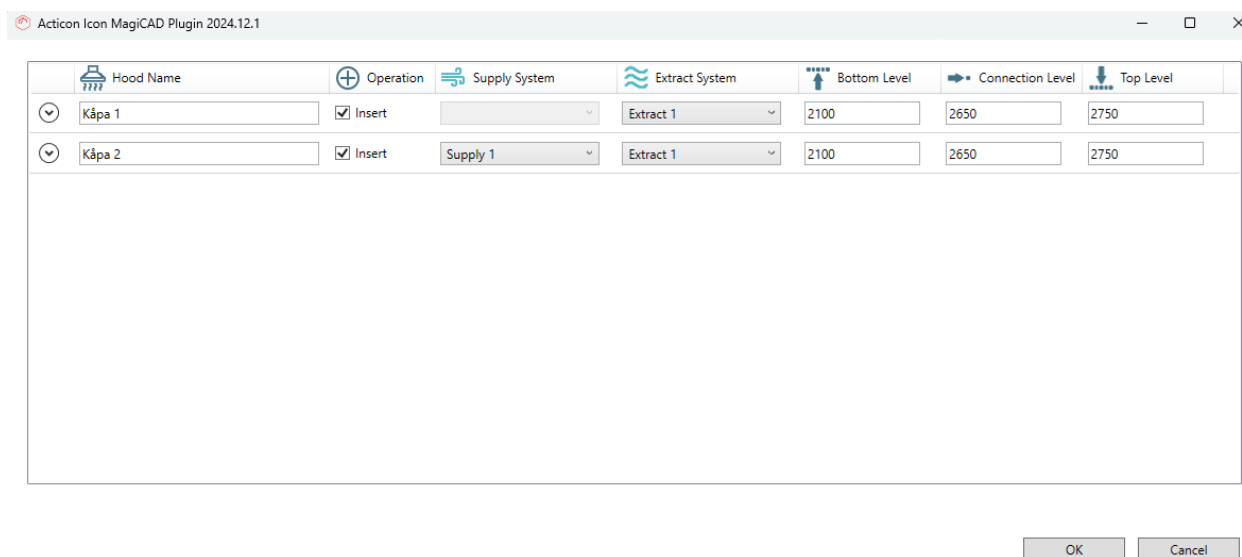 Acticon Icon MagiCAD Plugin 2024.12.1
Hood Name Operation Supply System Extract System Bottom Level Connection Level Top Level
Kåpa 1 Insert Extract 1 2100 2650 2750
Kåpa 2 Insert Supply 1 Extract 1 2100 2650 2750
OK Cancel